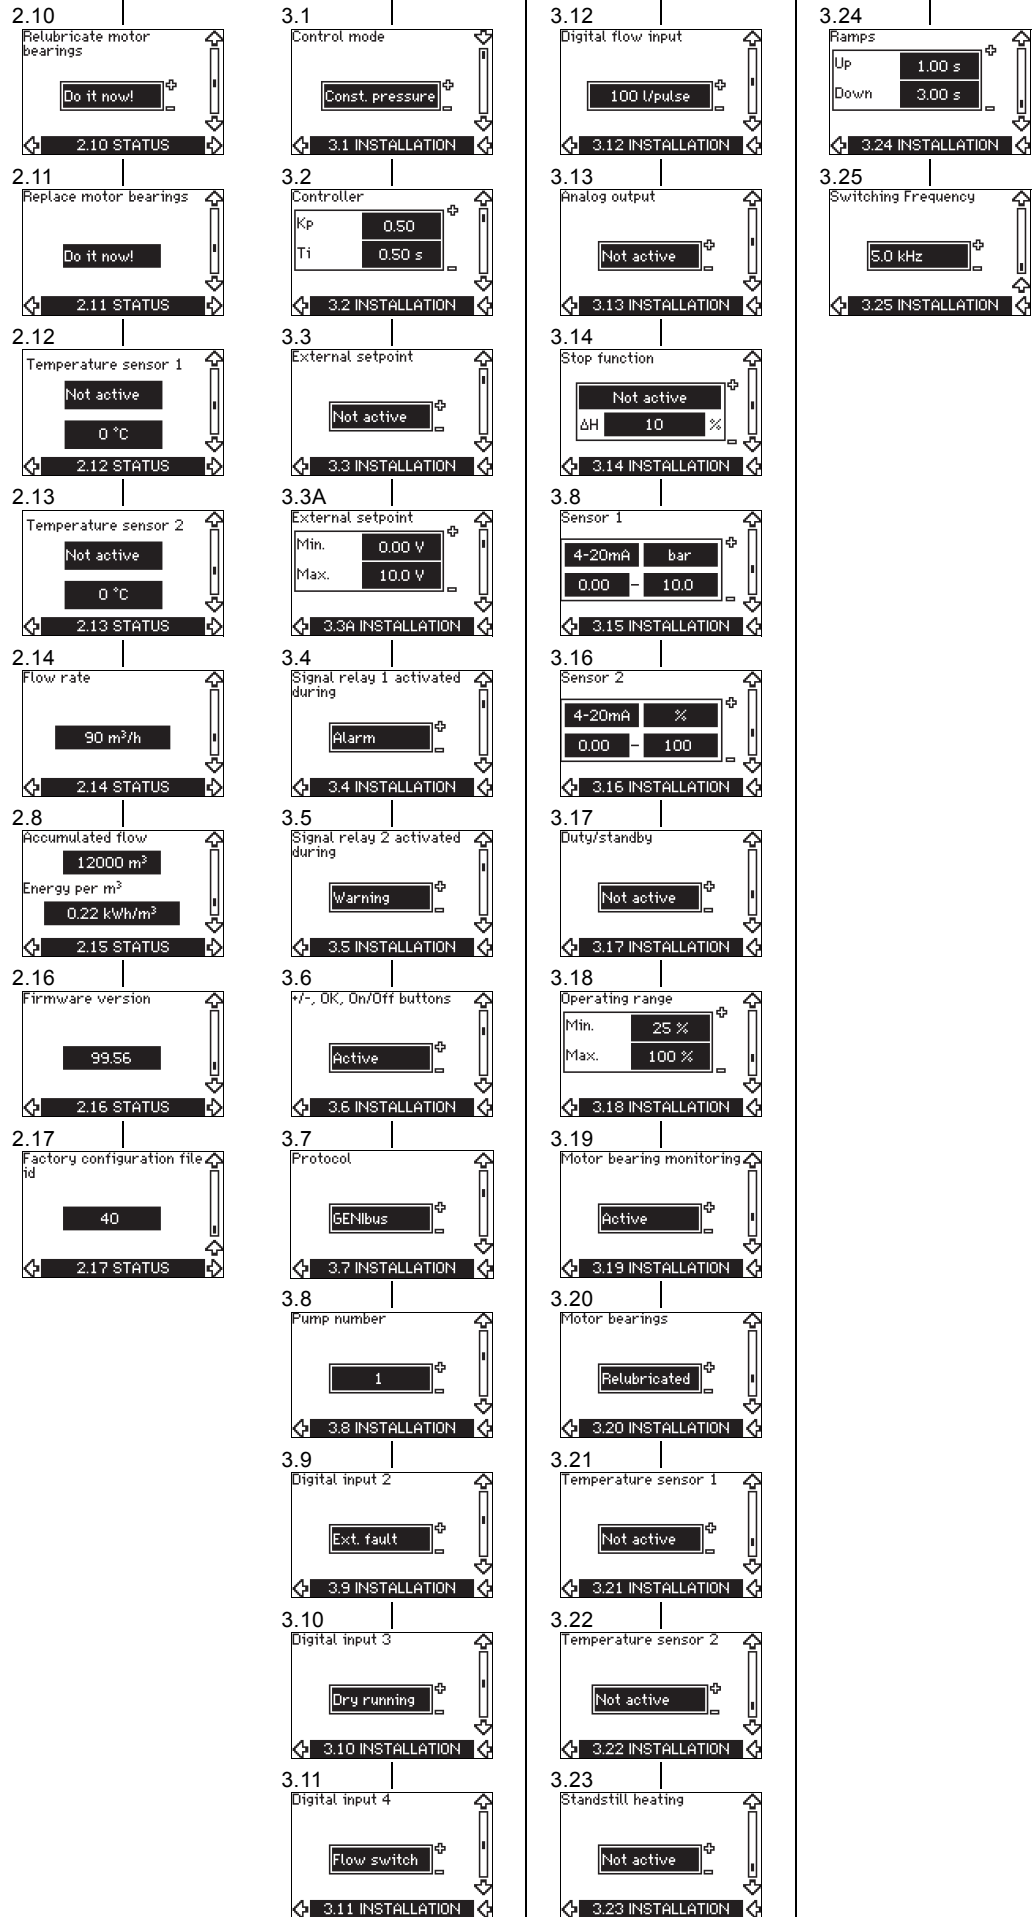 2.10
Relubricate motor
bearings
Do it now!
2.10 STATUS
2.11
Replace motor bearings
Do it now!
2.11 STATUS
2.12
Temperature sensor 1
Not active
0 °C
2.12 STATUS
2.13
Temperature sensor 2
Not active
0 °C
2.13 STATUS
2.14
Flow rate
90 m³/h
2.14 STATUS
2.8
Accumulated flow
12000 m³
Energy per m³
0.22 kWh/m³
2.15 STATUS
2.16
Firmware version
99.56
2.16 STATUS
2.17
Factory configuration file
id
40
2.17 STATUS
3.1
Control mode
Const. pressure
3.1 INSTALLATION
3.2
Controller
Kp 0.50
Ti 0.50 s
3.2 INSTALLATION
3.3
External setpoint
Not active
3.3 INSTALLATION
3.3A
External setpoint
Min. 0.00 V
Max. 10.0 V
3.3A INSTALLATION
3.4
Signal relay 1 activated
during
Alarm
3.4 INSTALLATION
3.5
Signal relay 2 activated
during
Warning
3.5 INSTALLATION
3.6
+/-, OK, On/Off buttons
Active
3.6 INSTALLATION
3.7
Protocol
GENIbus
3.7 INSTALLATION
3.8
Pump number
1
3.8 INSTALLATION
3.9
Digital input 2
Ext. fault
3.9 INSTALLATION
3.10
Digital input 3
Dry running
3.10 INSTALLATION
3.11
Digital input 4
Flow switch
3.11 INSTALLATION
3.12
Digital flow input
100 l/pulse
3.12 INSTALLATION
3.13
Analog output
Not active
3.13 INSTALLATION
3.14
Stop function
Not active
ΔH 10 %
3.14 INSTALLATION
3.8
Sensor 1
4-20mA bar
0.00 – 10.0
3.15 INSTALLATION
3.16
Sensor 2
4-20mA %
0.00 – 100
3.16 INSTALLATION
3.17
Duty/standby
Not active
3.17 INSTALLATION
3.18
Operating range
Min. 25 %
Max. 100 %
3.18 INSTALLATION
3.19
Motor bearing monitoring
Active
3.19 INSTALLATION
3.20
Motor bearings
Relubricated
3.20 INSTALLATION
3.21
Temperature sensor 1
Not active
3.21 INSTALLATION
3.22
Temperature sensor 2
Not active
3.22 INSTALLATION
3.23
Standstill heating
Not active
3.23 INSTALLATION
3.24
Ramps
Up 1.00 s
Down 3.00 s
3.24 INSTALLATION
3.25
Switching Frequency
5.0 kHz
3.25 INSTALLATION